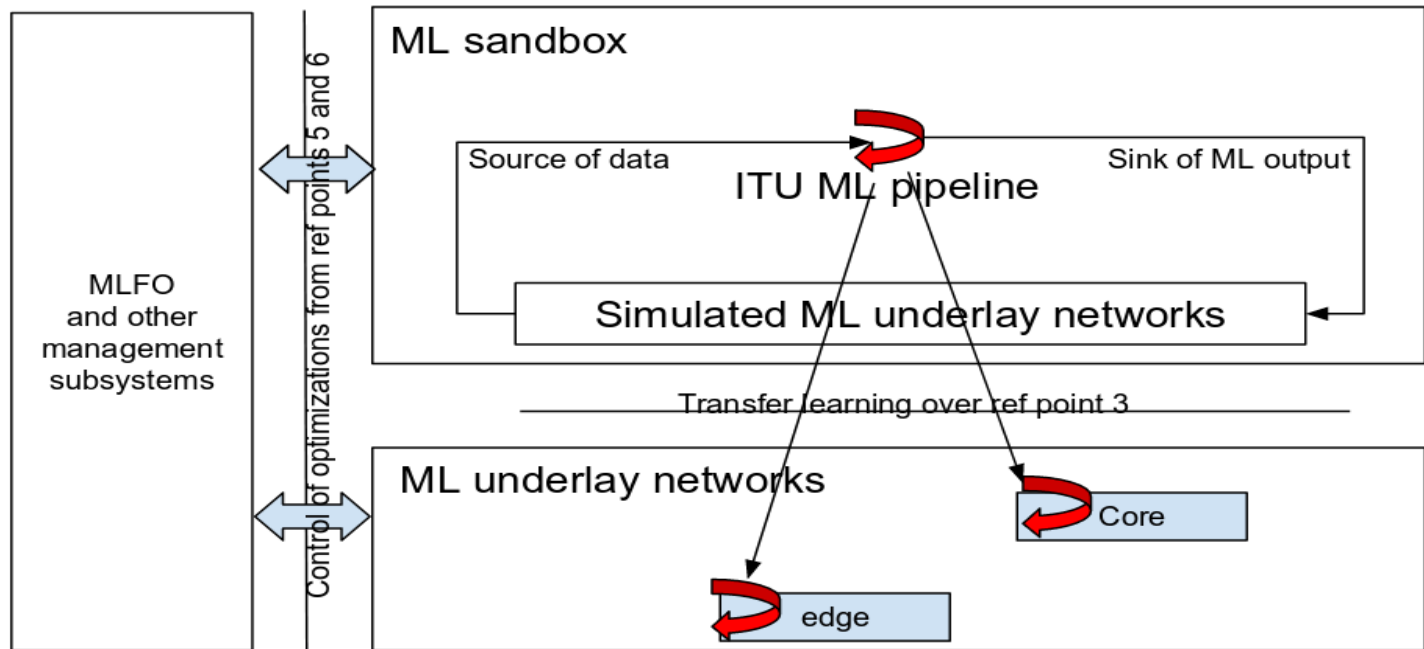 MLFO
and other
management
subsystems
Control of optimizations from ref points 5 and 6
ML sandbox
Source of data
Sink of ML output
ITU ML pipeline
Simulated ML underlay networks
Transfer learning over ref point 3
ML underlay networks
Core
edge